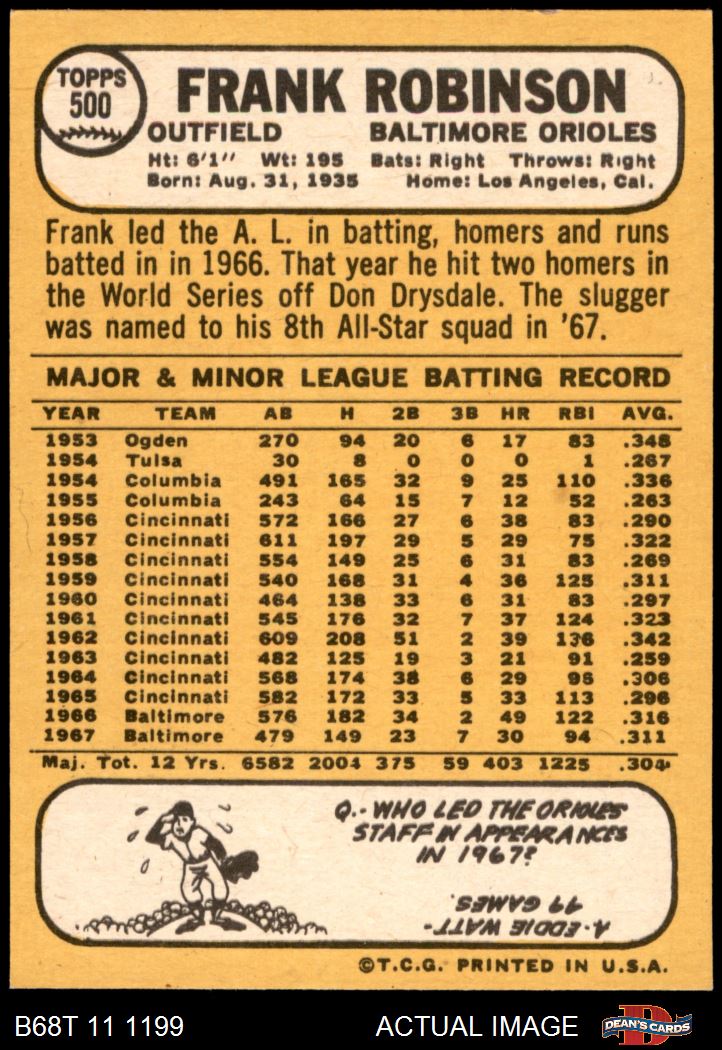 TOPPS
500
FRANK ROBINSON
OUTFIELD BALTIMORE ORIOLES
Ht: 6'1'' Wt: 195 Bats: Right Throws: Right
Born: Aug. 31, 1935 Home: Los Angeles, Cal.
Frank led the A. L. in batting, homers and runs
batted in in 1966. That year he hit two homers in
the World Series off Don Drysdale. The slugger
was named to his 8th All-Star squad in '67.
MAJOR & MINOR LEAGUE BATTING RECORD
YEAR TEAM AB H 2B 3B HR RBI AVG.
1953 Ogden 270 94 20 6 17 83 .348
1954 Tulsa 30 8 0 0 0 1 .267
1954 Columbia 491 165 32 9 25 110 .336
1955 Columbia 243 64 15 7 12 52 .263
1956 Cincinnati 572 166 27 6 38 83 .290
1957 Cincinnati 611 197 29 5 29 75 .322
1958 Cincinnati 554 149 25 6 31 83 .269
1959 Cincinnati 540 168 31 4 36 125 .311
1960 Cincinnati 464 138 33 6 31 83 .297
1961 Cincinnati 545 176 32 7 37 124 .323
1962 Cincinnati 609 208 51 2 39 136 .342
1963 Cincinnati 482 125 19 3 21 91 .259
1964 Cincinnati 568 174 38 6 29 96 .306
1965 Cincinnati 582 172 33 5 33 113 .296
1966 Baltimore 576 182 34 2 49 122 .316
1967 Baltimore 479 149 23 7 30 94 .311
Maj. Tot. 12 Yrs. 6582 2004 375 59 403 1225 .304
Q.- WHO LED THE ORIOLES'
STAFF IN APPEARANCES
IN 1967?
A- EDDIE WATT -
49 GAMES.
©T.C.G. PRINTED IN U.S.A.
B68T 11 1199 ACTUAL IMAGE D DEAN'S CARDS